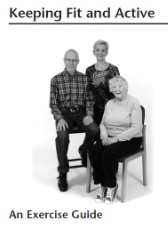 Keeping Fit and Active
An Exercise Guide